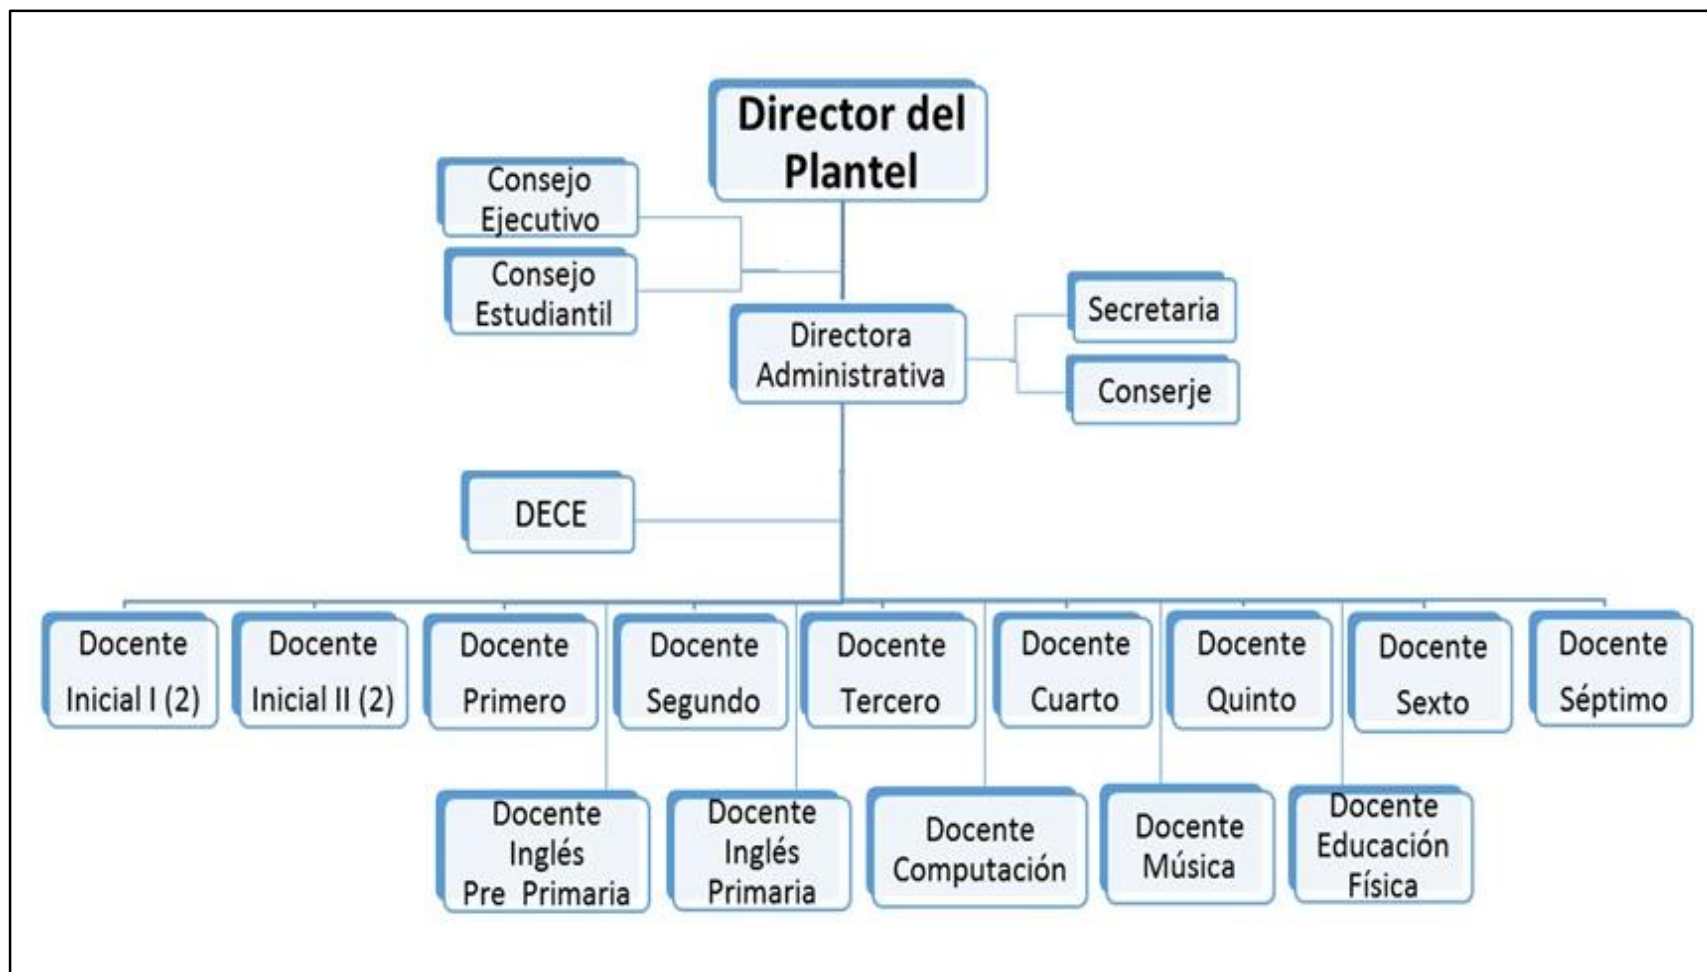 Director del
Plantel
Consejo
Ejecutivo
Consejo
Estudiantil
Directora
Administrativa
Secretaria
Conserje
DECE
Docente
Inicial I (2)
Docente
Inicial II (2)
Docente
Primero
Docente
Segundo
Docente
Tercero
Docente
Cuarto
Docente
Quinto
Docente
Sexto
Docente
Séptimo
Docente
Inglés
Pre Primaria
Docente
Inglés
Primaria
Docente
Computación
Docente
Música
Docente
Educación
Física